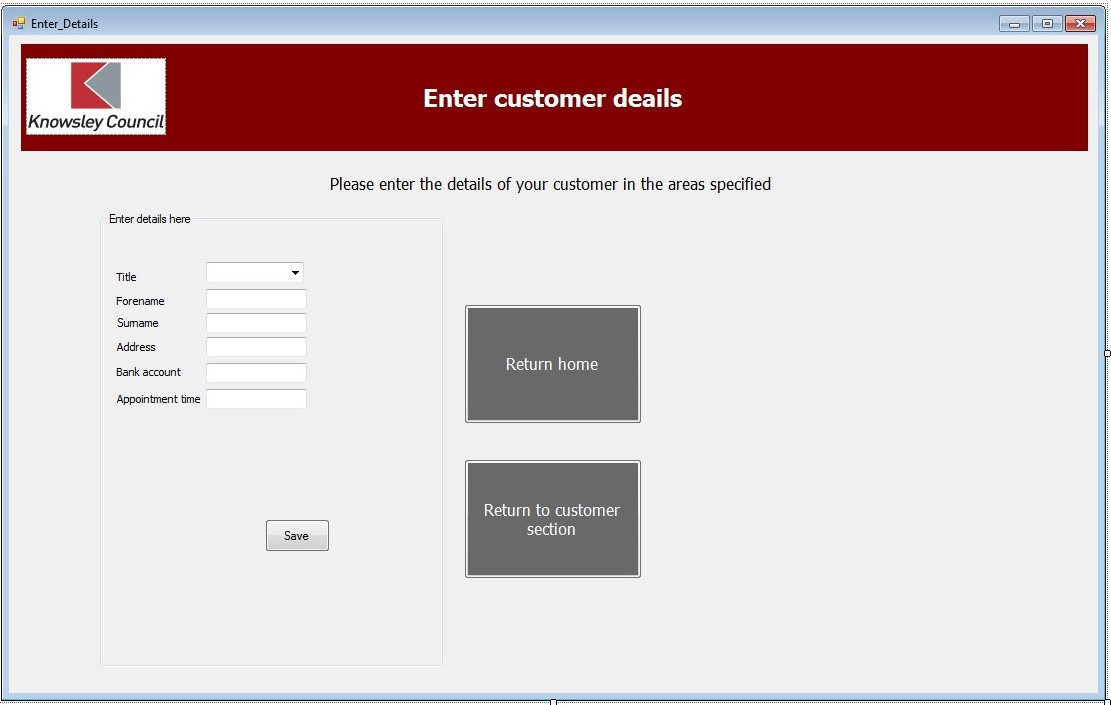 Enter_Details
Knowsley Council
Enter customer deails
Please enter the details of your customer in the areas specified
Enter details here
Title
Forename
Surname
Address
Bank account
Appointment time
Save
Return home
Return to customer
section